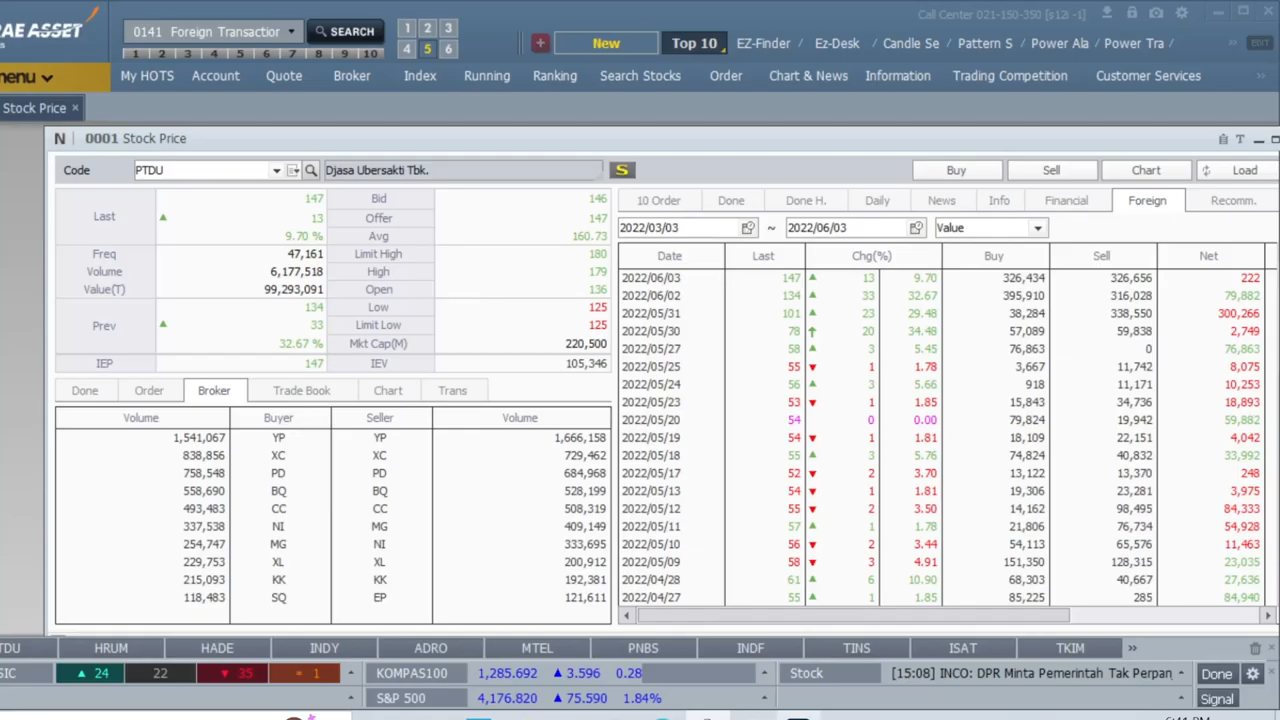 RAE ASSET
0141 Foreign Transaction
SEARCH
1 2 3
4 5 6
1 2 3 4 5 6 7 8 9 10
Call Center 021-150-350 [s12i -1]
New
Top 10
EZ-Finder / Ez-Desk / Candle Se / Pattern S / Power Ala / Power Tra /
EDIT
menu
My HOTS Account Quote Broker Index Running Ranking Search Stocks Order Chart & News Information Trading Competition Customer Services
Stock Price ×
N 0001 Stock Price
Code PTDU Djasa Ubersakti Tbk. S
Buy Sell Chart Load
Last 147 Bid 146
▲ 13 Offer 147
9.70 % Avg 160.73
Freq 47,161 Limit High 180
Volume 6,177,518 High 179
Value(T) 99,293,091 Open 136
Prev 134 Low 125
▲ 33 Limit Low 125
32.67 % Mkt Cap(M) 220,500
IEP 147 IEV 105,346
Done Order Broker Trade Book Chart Trans
Volume Buyer Seller Volume
1,541,067 YP YP 1,666,158
838,856 XC XC 729,462
758,548 PD PD 684,968
558,690 BQ BQ 528,199
493,483 CC CC 508,319
337,538 NI MG 409,149
254,747 MG NI 333,695
229,753 XL XL 200,912
215,093 KK KK 192,381
118,483 SQ EP 121,611
10 Order Done Done H. Daily News Info Financial Foreign Recomm.
2022/03/03 ~ 2022/06/03 Value
Date Last Chg(%) Buy Sell Net
2022/06/03 147 ▲ 13 9.70 326,434 326,656 222
2022/06/02 134 ▲ 33 32.67 395,910 316,028 79,882
2022/05/31 101 ▲ 23 29.48 38,284 338,550 300,266
2022/05/30 78 ↑ 20 34.48 57,089 59,838 2,749
2022/05/27 58 ▲ 3 5.45 76,863 0 76,863
2022/05/25 55 ▼ 1 1.78 3,667 11,742 8,075
2022/05/24 56 ▲ 3 5.66 918 11,171 10,253
2022/05/23 53 ▼ 1 1.85 15,843 34,736 18,893
2022/05/20 54 0 0.00 79,824 19,942 59,882
2022/05/19 54 ▼ 1 1.81 18,109 22,151 4,042
2022/05/18 55 ▲ 3 5.76 74,824 40,832 33,992
2022/05/17 52 ▼ 2 3.70 13,122 13,370 248
2022/05/13 54 ▼ 1 1.81 19,306 23,281 3,975
2022/05/12 55 ▼ 2 3.50 14,162 98,495 84,333
2022/05/11 57 ▲ 1 1.78 21,806 76,734 54,928
2022/05/10 56 ▼ 2 3.44 54,113 65,576 11,463
2022/05/09 58 ▼ 3 4.91 151,350 128,315 23,035
2022/04/28 61 ▲ 6 10.90 68,303 40,667 27,636
2022/04/27 55 ▲ 1 1.85 85,225 285 84,940
TDU HRUM HADE INDY ADRO MTEL PNBS INDF TINS ISAT TKIM »
SIC ▲ 24 22 ▼ 35 = 1 KOMPAS100 1,285.692 ▲ 3.596 0.28 Stock [15:08] INCO: DPR Minta Pemerintah Tak Perpan Done
S&P 500 4,176.820 ▲ 75.590 1.84% Signal